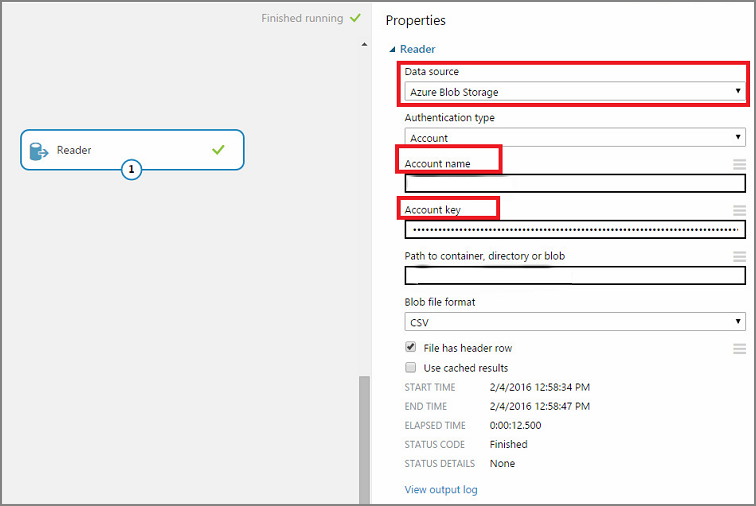 Finished running
Reader
1
Properties
Reader
Data source
Azure Blob Storage
Authentication type
Account
Account name
Account key
Path to container, directory or blob
Blob file format
CSV
File has header row
Use cached results
START TIME 2/4/2016 12:58:34 PM
END TIME 2/4/2016 12:58:47 PM
ELAPSED TIME 0:00:12.500
STATUS CODE Finished
STATUS DETAILS None
View output log